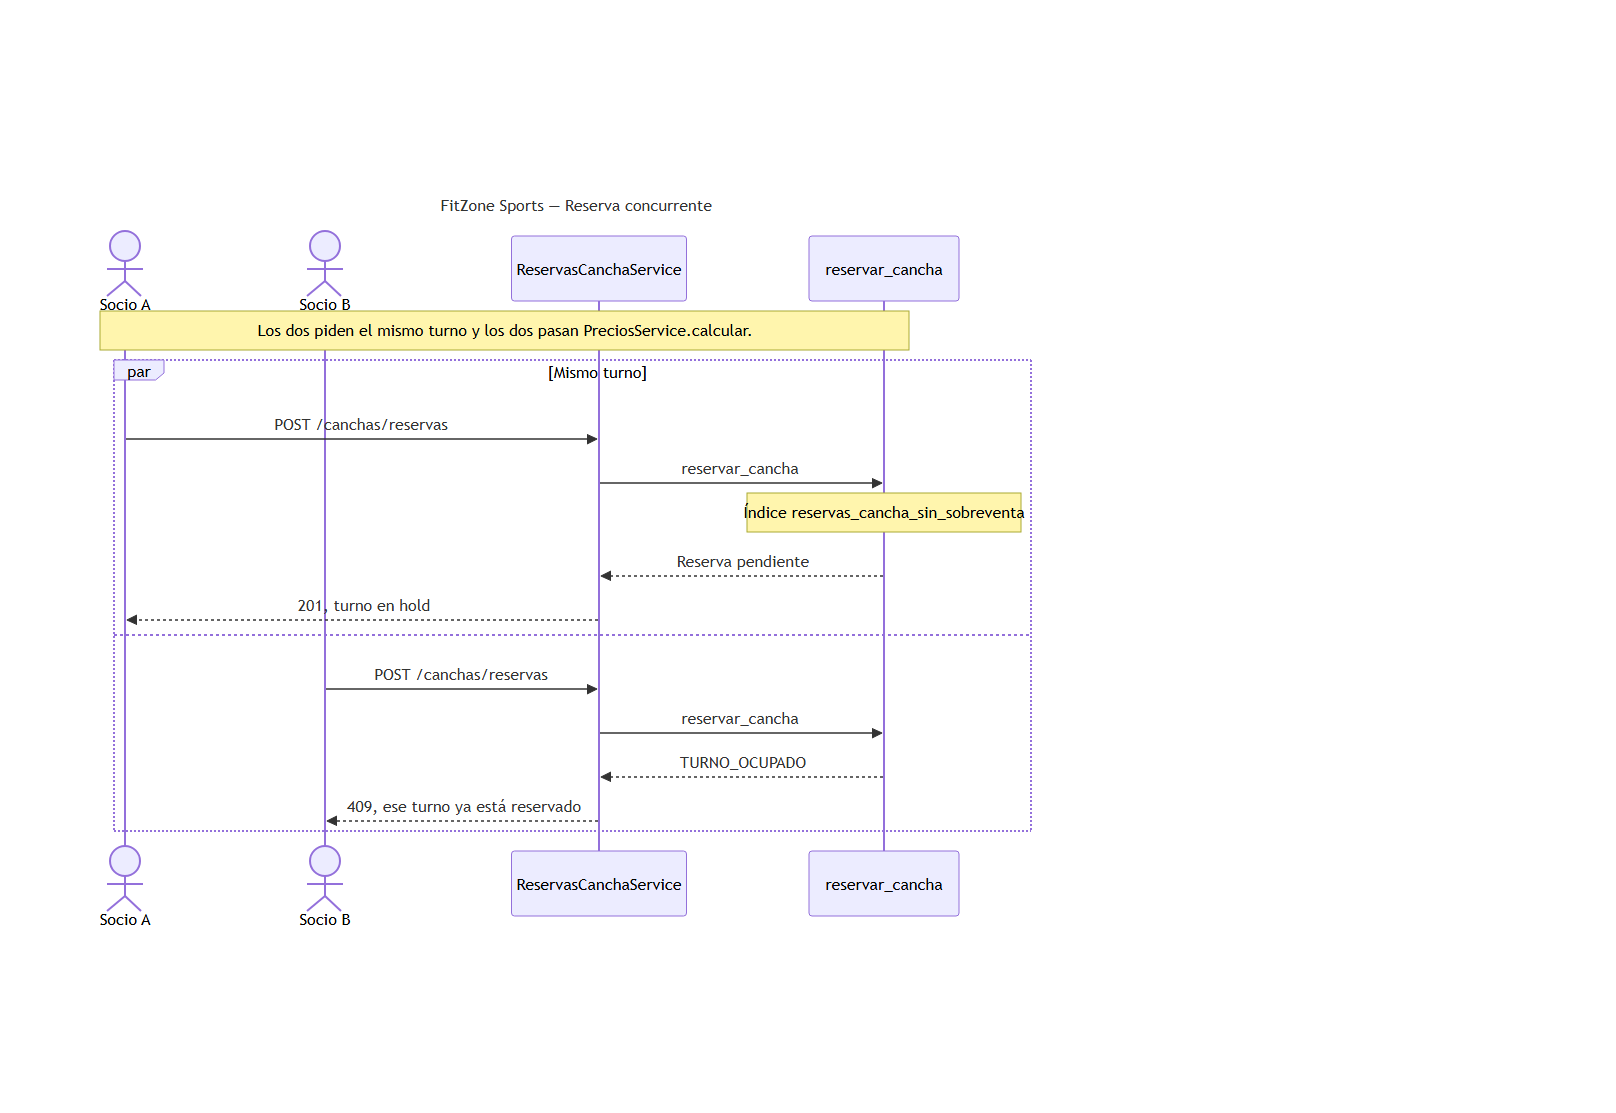 FitZone Sports — Reserva concurrente
Socio A
Socio B
ReservasCanchaService
reservar_cancha
Los dos piden el mismo turno y los dos pasan PreciosService.calcular.
par
[Mismo turno]
POST /canchas/reservas
reservar_cancha
Índice reservas_cancha_sin_sobreventa
Reserva pendiente
201, turno en hold
POST /canchas/reservas
reservar_cancha
TURNO_OCUPADO
409, ese turno ya está reservado
Socio A
Socio B
ReservasCanchaService
reservar_cancha